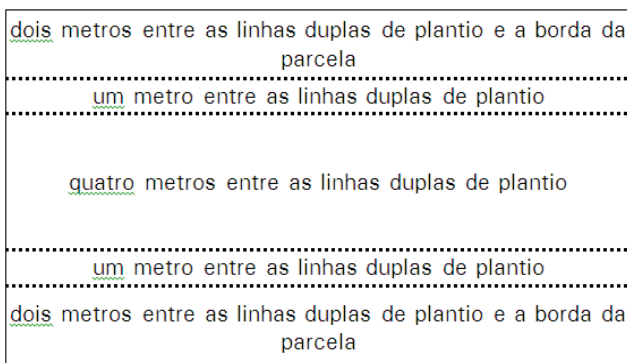 dois metros entre as linhas duplas de plantio e a borda da
parcela
um metro entre as linhas duplas de plantio
quatro metros entre as linhas duplas de plantio
um metro entre as linhas duplas de plantio
dois metros entre as linhas duplas de plantio e a borda da
parcela